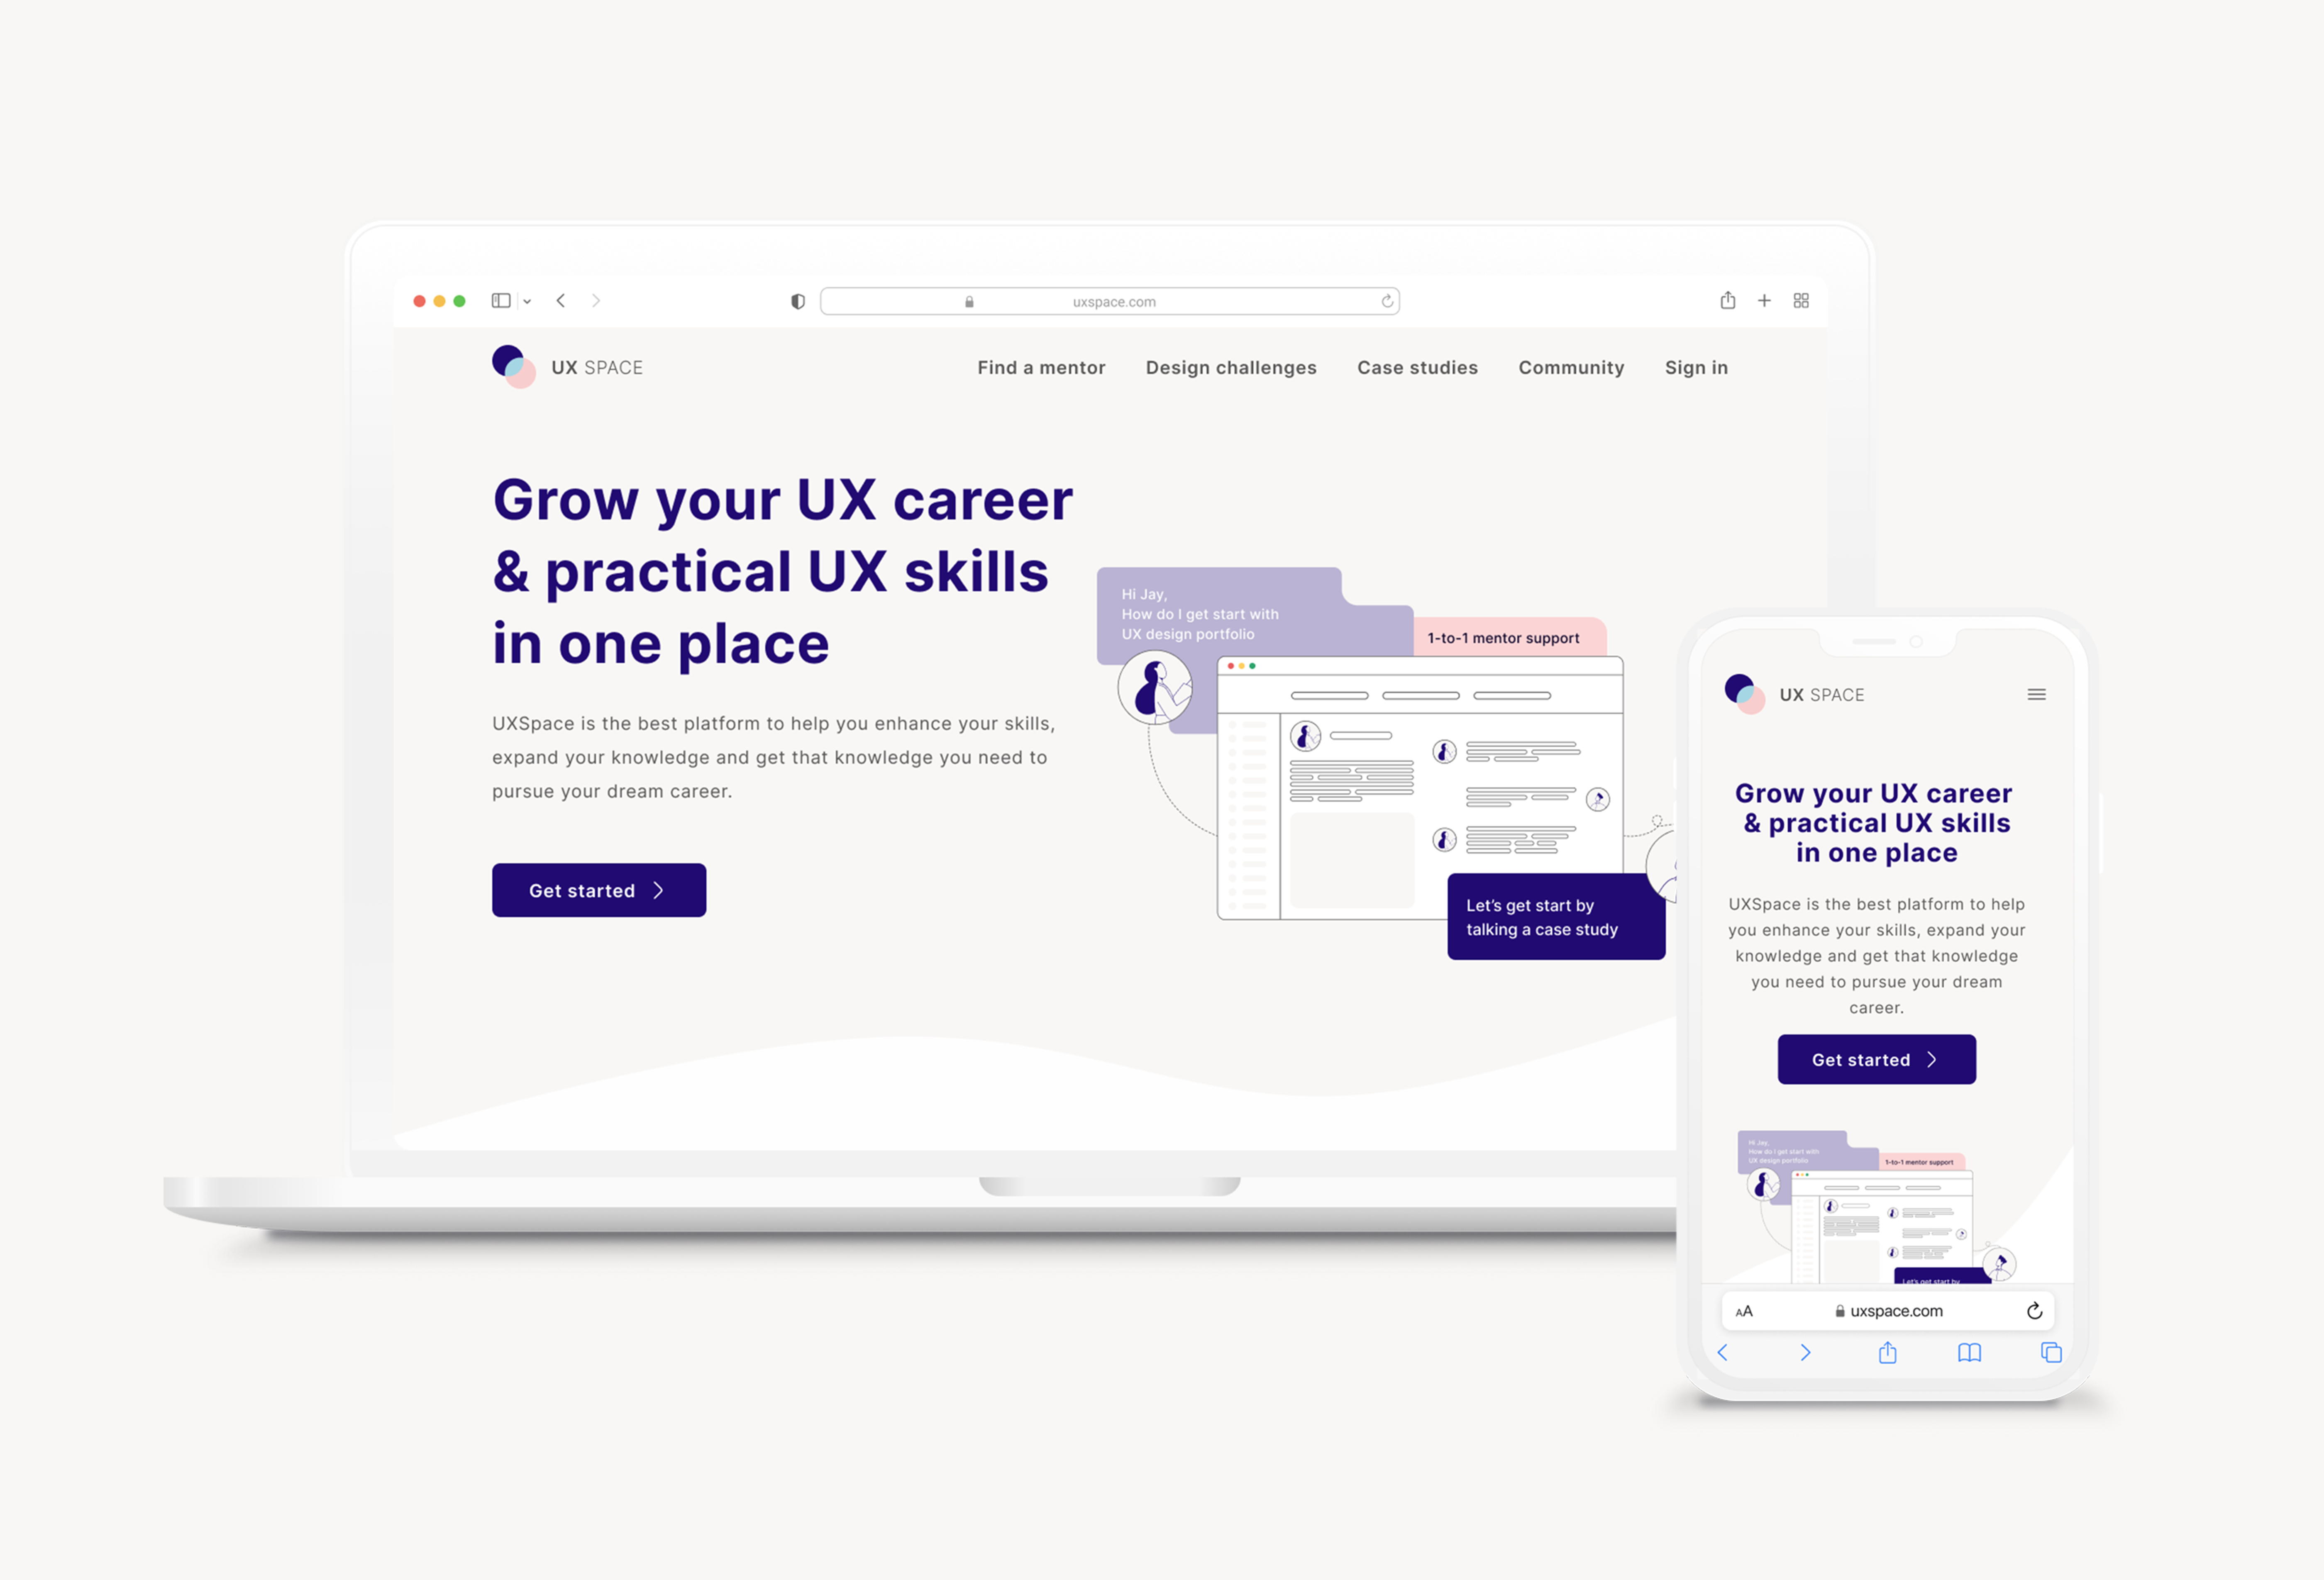 uxspace.com
UX SPACE
Find a mentor
Design challenges
Case studies
Community
Sign in
Grow your UX career
& practical UX skills
in one place
UXSpace is the best platform to help you enhance your skills,
expand your knowledge and get that knowledge you need to
pursue your dream career.
Get started
Hi Jay,
How do I get start with
UX design portfolio
1-to-1 mentor support
Let's get start by
talking a case study
UX SPACE
Grow your UX career
& practical UX skills
in one place
UXSpace is the best platform to help
you enhance your skills, expand your
knowledge and get that knowledge
you need to pursue your dream
career.
Get started
Hi Jay,
How do I get start with
UX design portfolio
1-to-1 mentor support
Let's get start by
AA
uxspace.com